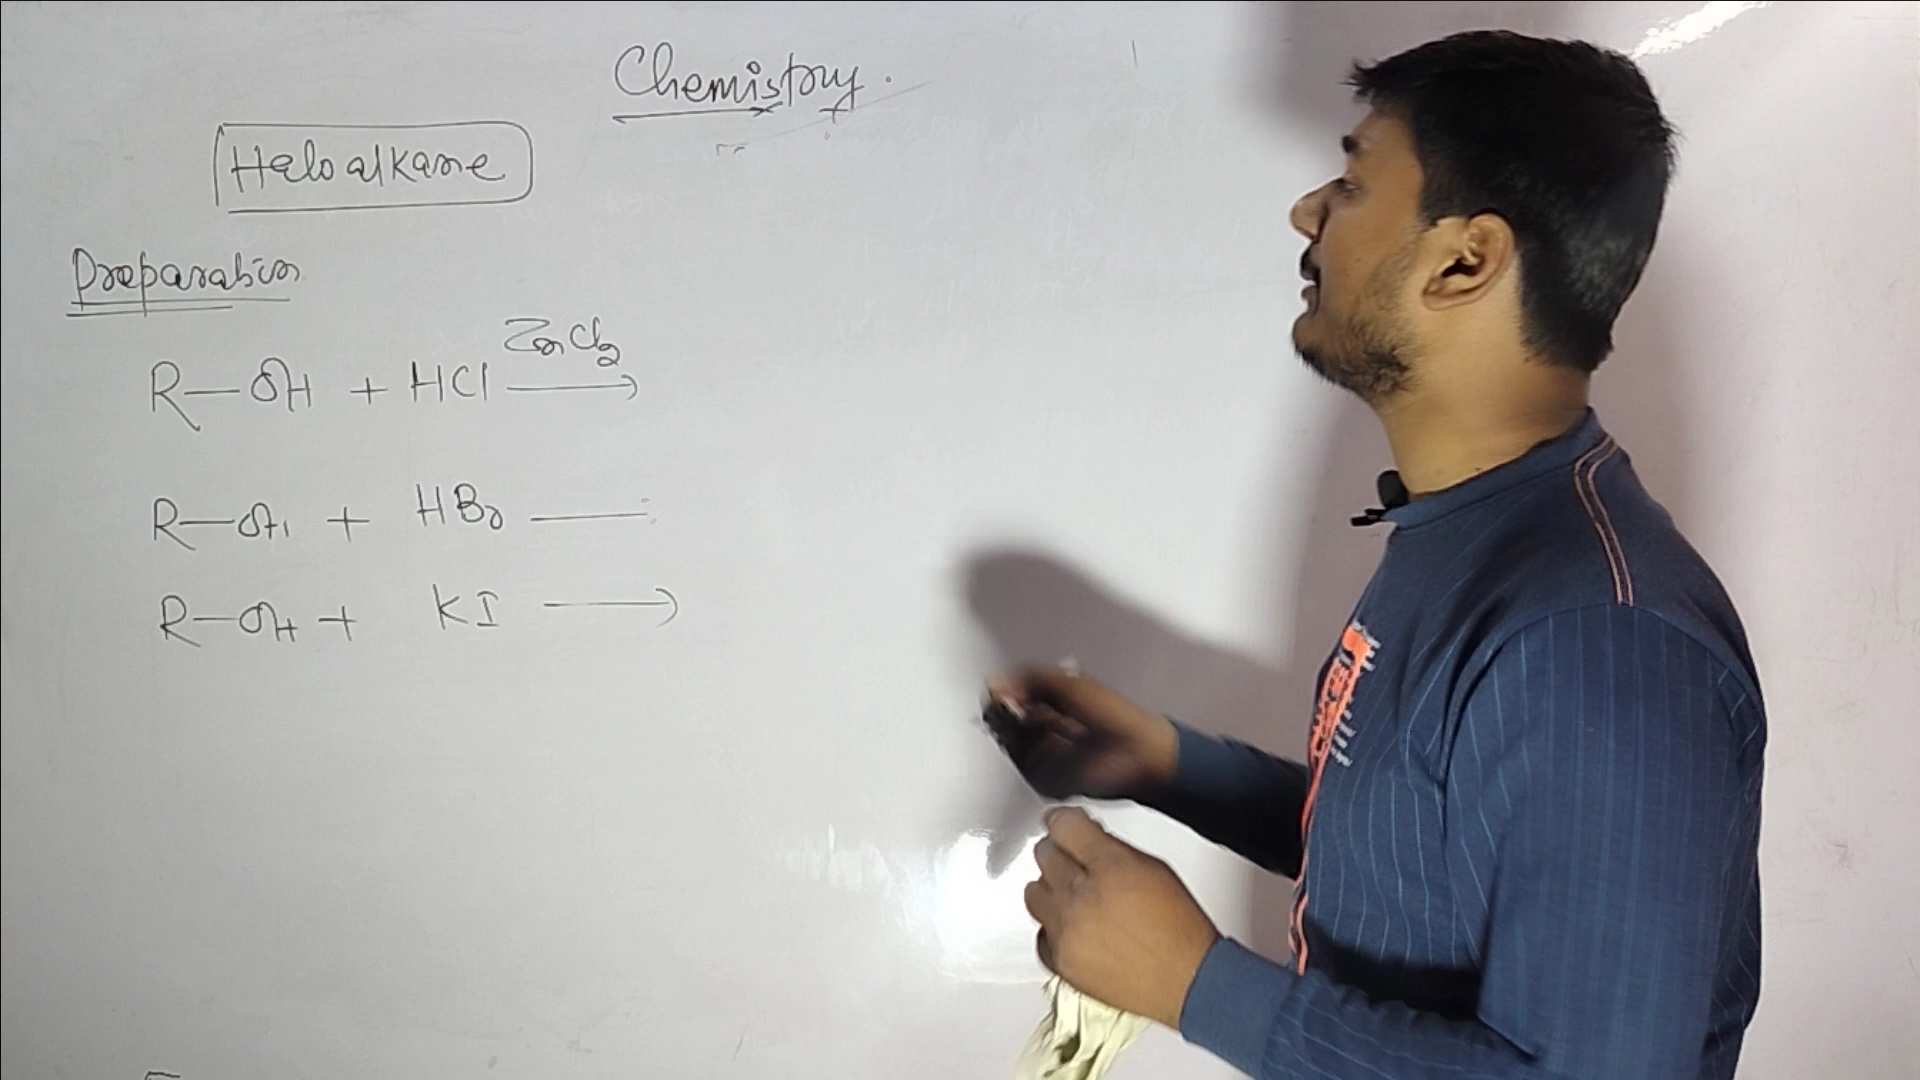 Chemistry.
Haloalkane
Preparation
R—OH + HCl ZnCl2 →
R—OH + HBr —
R—OH + KI →